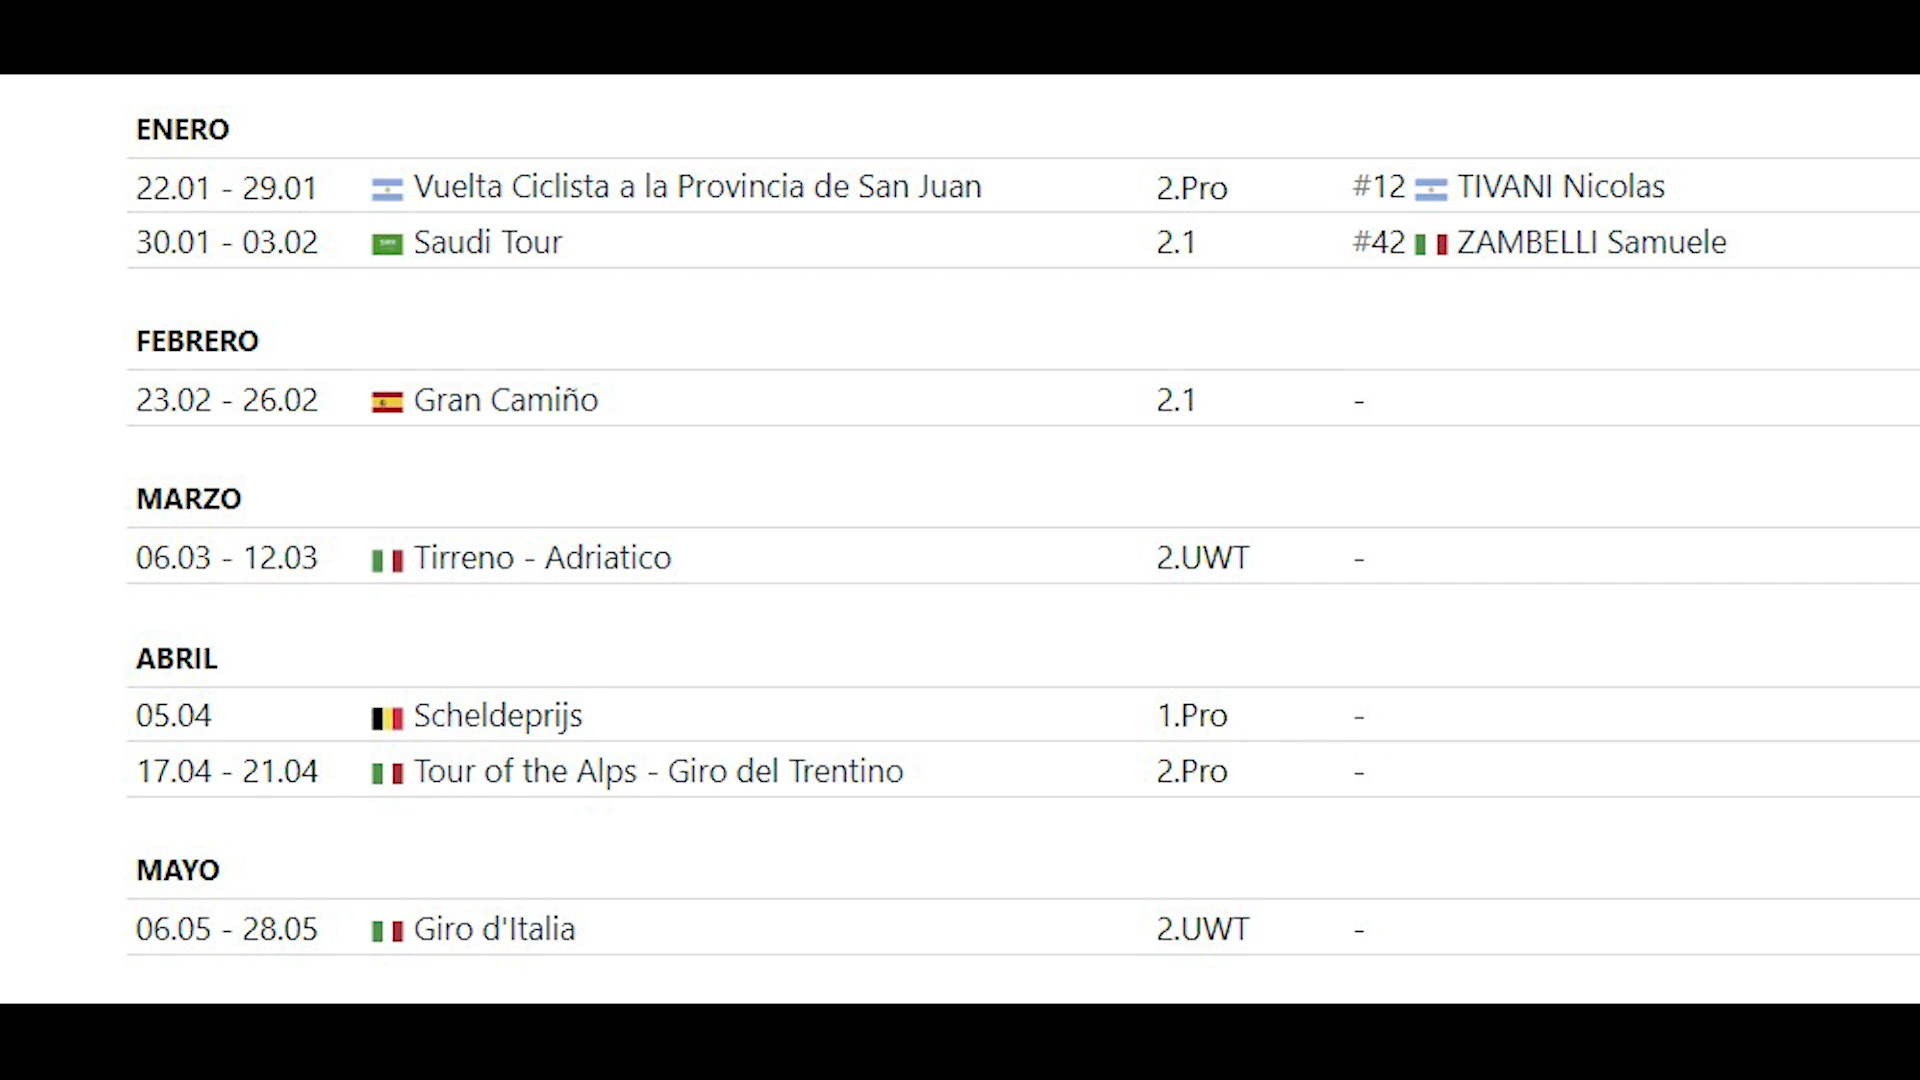 ENERO
22.01 - 29.01 Vuelta Ciclista a la Provincia de San Juan 2.Pro #12 TIVANI Nicolas
30.01 - 03.02 Saudi Tour 2.1 #42 ZAMBELLI Samuele
FEBRERO
23.02 - 26.02 Gran Camiño 2.1 -
MARZO
06.03 - 12.03 Tirreno - Adriatico 2.UWT -
ABRIL
05.04 Scheldeprijs 1.Pro -
17.04 - 21.04 Tour of the Alps - Giro del Trentino 2.Pro -
MAYO
06.05 - 28.05 Giro d'Italia 2.UWT -